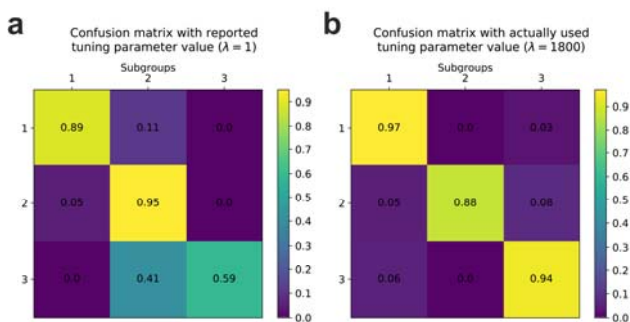 a
Confusion matrix with reported
tuning parameter value (λ = 1)
Subgroups
1 2 3
1 0.89 0.11 0.0
2 0.05 0.95 0.0
3 0.0 0.41 0.59
0.9
0.8
0.7
0.6
0.5
0.4
0.3
0.2
0.1
0.0
b
Confusion matrix with actually used
tuning parameter value (λ = 1800)
Subgroups
1 2 3
1 0.97 0.0 0.03
2 0.05 0.88 0.08
3 0.06 0.0 0.94
0.9
0.8
0.7
0.6
0.5
0.4
0.3
0.2
0.1
0.0